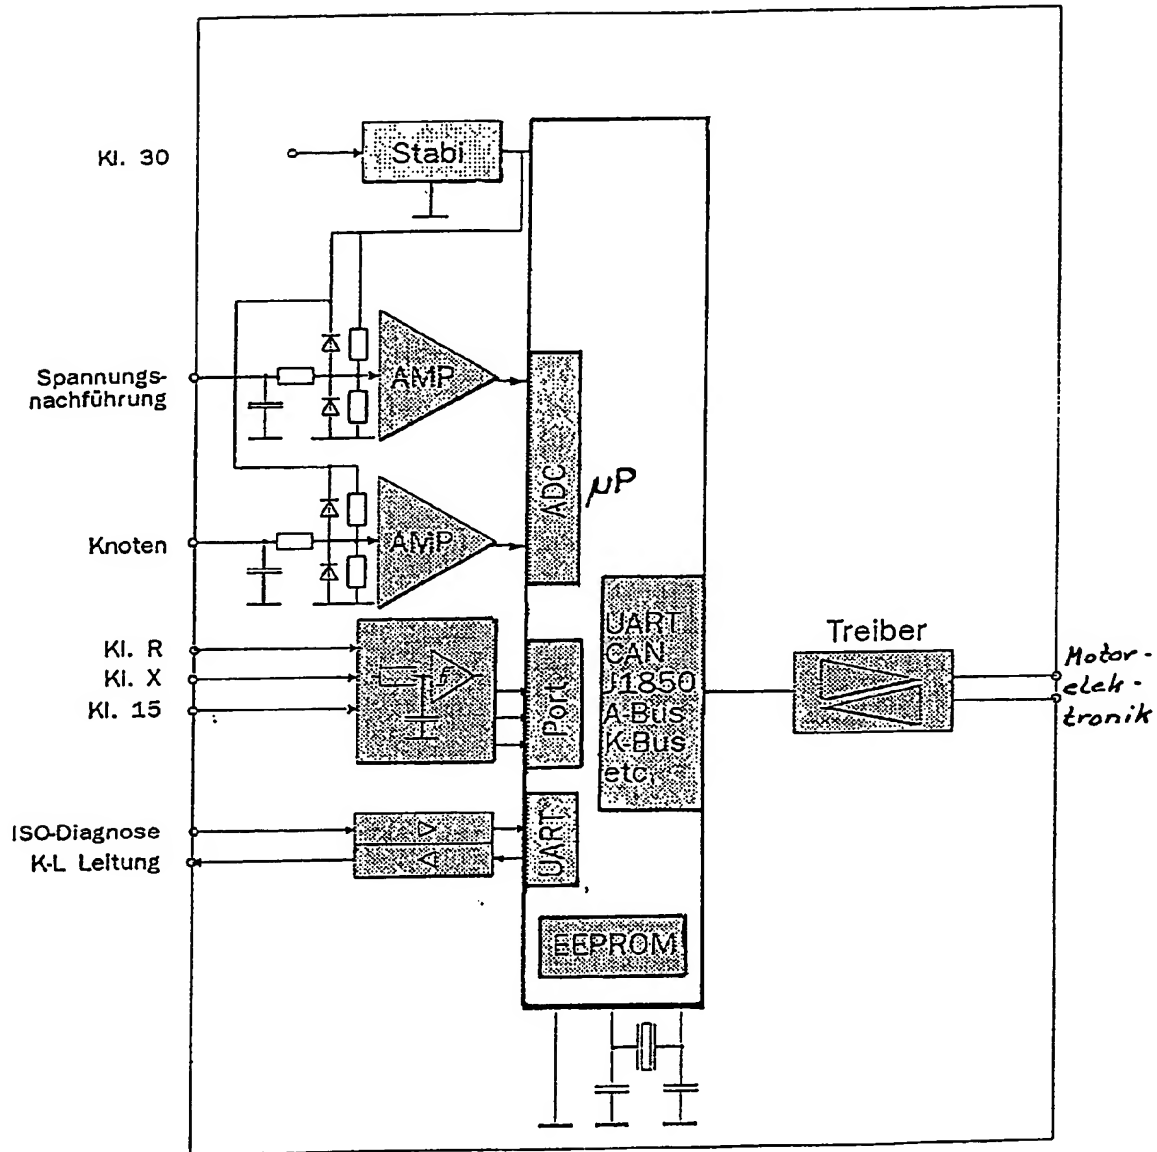 Kl. 30
Stabi
Spannungs-
nachführung
AMP
ADC
µP
Knoten
AMP
Kl. R
Kl. X
Kl. 15
Port
UART
CAN
J1850
A-Bus
K-Bus
etc.
Treiber
Motor-
elek-
tronik
ISO-Diagnose
K-L Leitung
UART
EEPROM